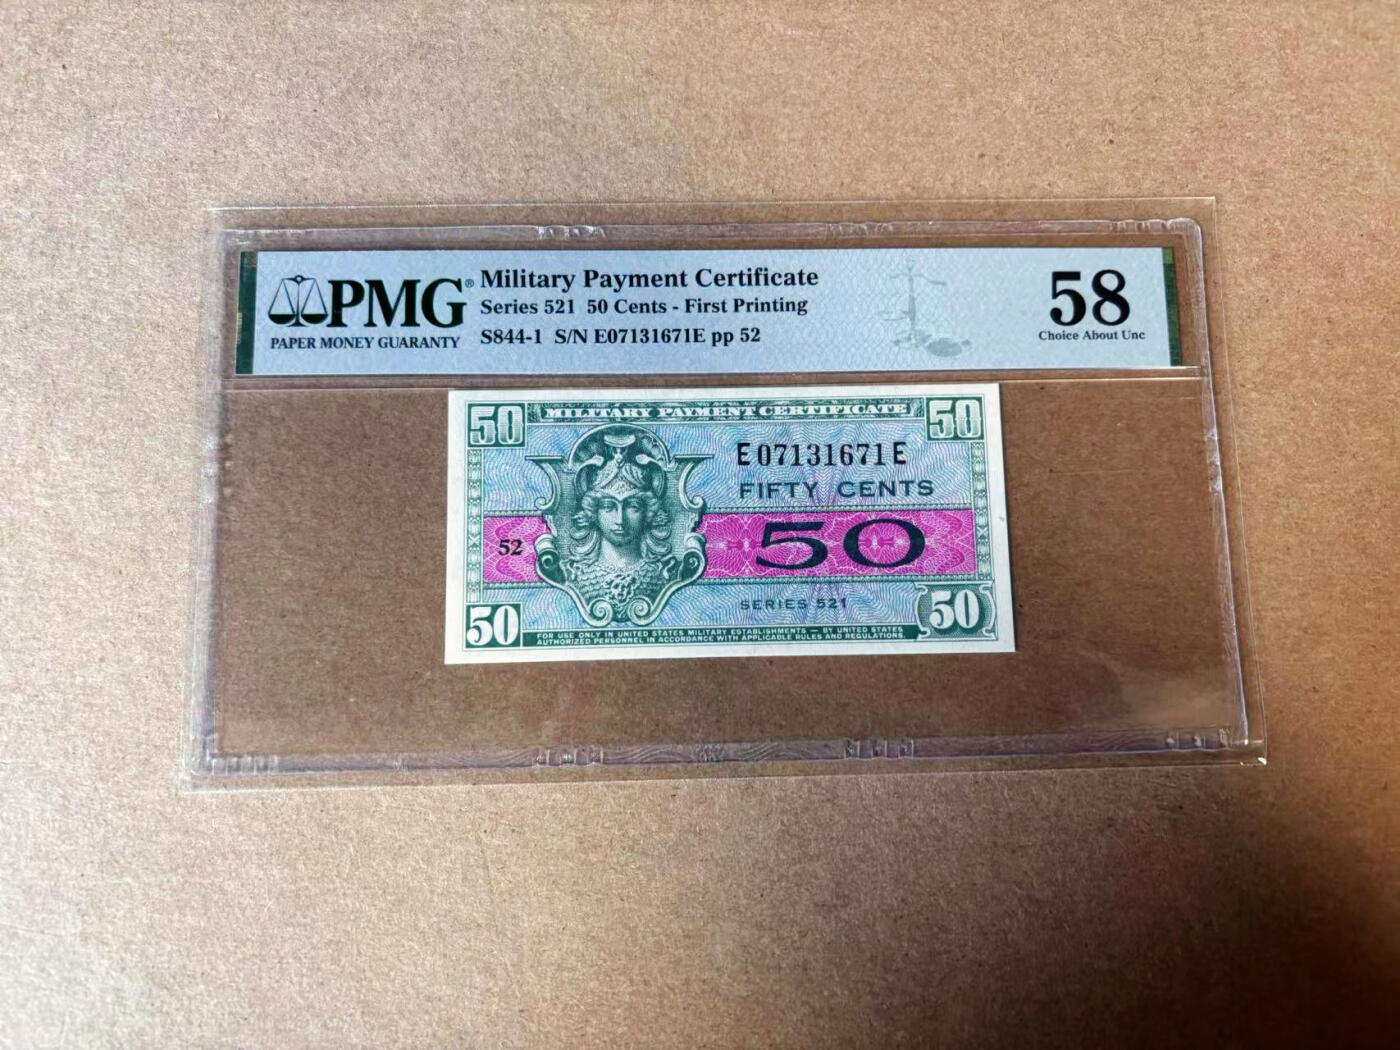 PMG®
PAPER MONEY GUARANTY
Military Payment Certificate
Series 521 50 Cents - First Printing
S844-1 S/N E07131671E pp 52
58
Choice About Unc
50 MILITARY PAYMENT CERTIFICATE 50
E07131671E
FIFTY CENTS
52 50
SERIES 521
50 FOR USE ONLY IN UNITED STATES MILITARY ESTABLISHMENTS — BY UNITED STATES 50
AUTHORIZED PERSONNEL IN ACCORDANCE WITH APPLICABLE RULES AND REGULATIONS.